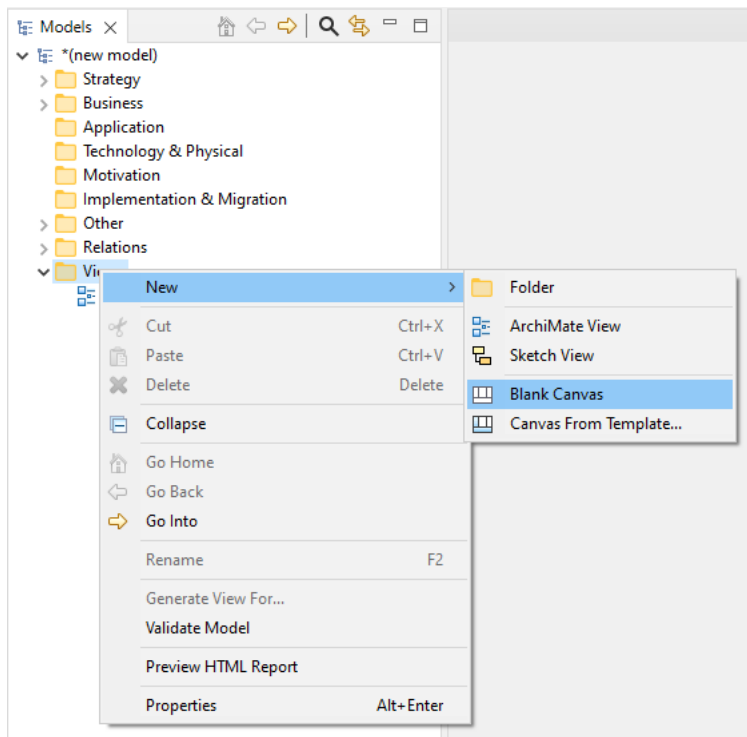 Models
*(new model)
Strategy
Business
Application
Technology & Physical
Motivation
Implementation & Migration
Other
Relations
New
Cut Ctrl+X
Paste Ctrl+V
Delete Delete
Collapse
Go Home
Go Back
Go Into
Rename F2
Generate View For...
Validate Model
Preview HTML Report
Properties Alt+Enter
Folder
ArchiMate View
Sketch View
Blank Canvas
Canvas From Template...